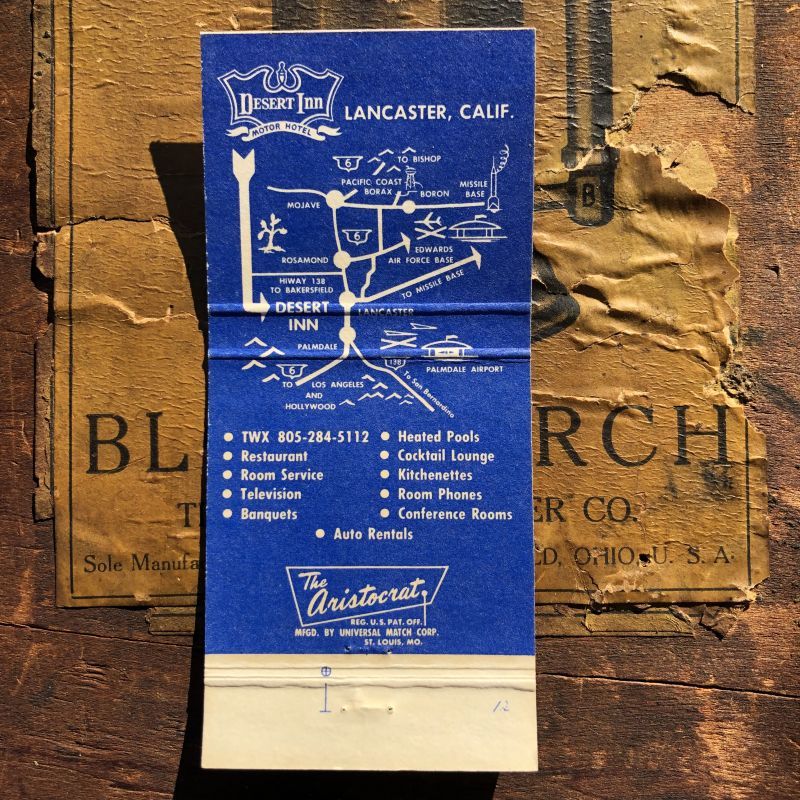 DESERT INN
MOTOR HOTEL
LANCASTER, CALIF.
6
TO BISHOP
PACIFIC COAST
BORAX
BORON
MISSILE
BASE
MOJAVE
6
EDWARDS
AIR FORCE BASE
ROSAMOND
HIWAY 138
TO BAKERSFIELD
TO MISSILE BASE
DESERT
INN
LANCASTER
PALMDALE
138
PALMDALE AIRPORT
6
TO
LOS ANGELES
AND
HOLLYWOOD
To San Bernardino
• TWX 805-284-5112
• Restaurant
• Room Service
• Television
• Banquets
• Heated Pools
• Cocktail Lounge
• Kitchenettes
• Room Phones
• Conference Rooms
• Auto Rentals
The
Aristocrat
REG. U.S. PAT. OFF.
MFGD. BY UNIVERSAL MATCH CORP.
ST. LOUIS, MO.
12
B
BL RCH
T ER CO.
Sole Manufa D, OHIO, U. S. A.